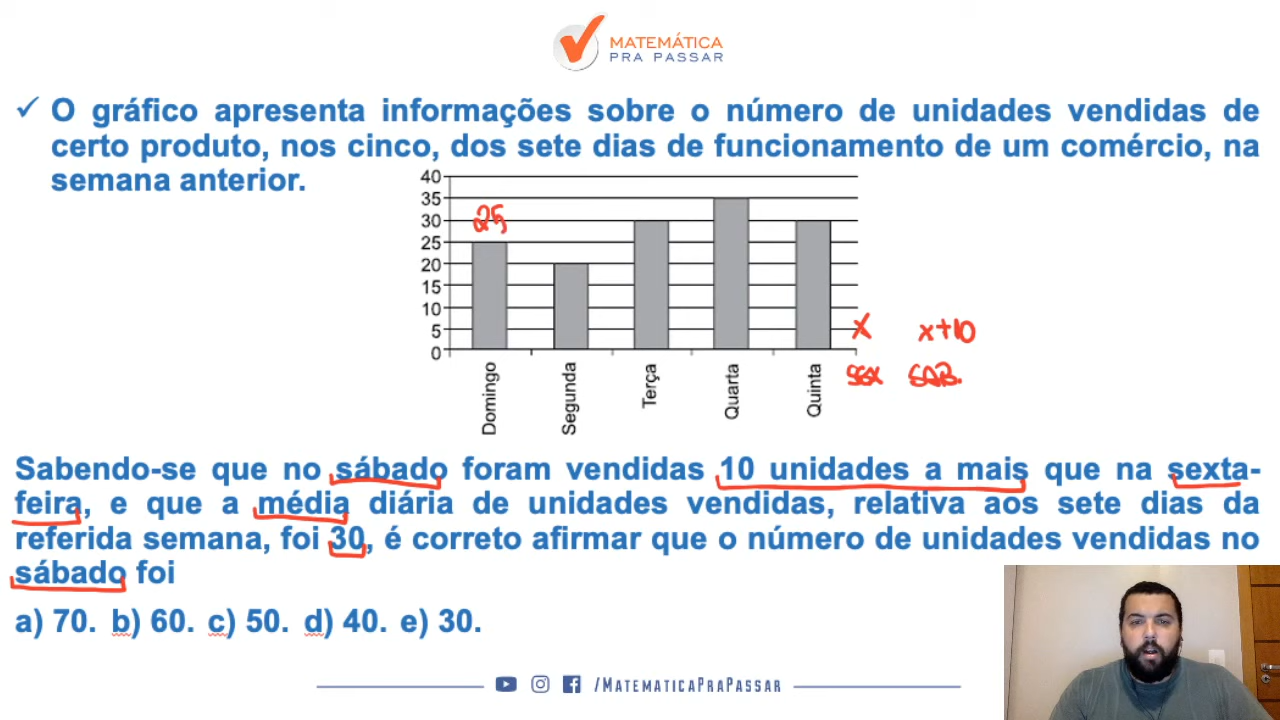 MATEMÁTICA
PRA PASSAR
✓ O gráfico apresenta informações sobre o número de unidades vendidas de
certo produto, nos cinco, dos sete dias de funcionamento de um comércio, na
semana anterior.
40
35
30
25
20
15
10
5
0
25
x
x+10
Domingo
Segunda
Terça
Quarta
Quinta
SEX
SÁB.
Sabendo-se que no sábado foram vendidas 10 unidades a mais que na sexta-
feira, e que a média diária de unidades vendidas, relativa aos sete dias da
referida semana, foi 30, é correto afirmar que o número de unidades vendidas no
sábado foi
a) 70. b) 60. c) 50. d) 40. e) 30.
/MatematicaPraPassar